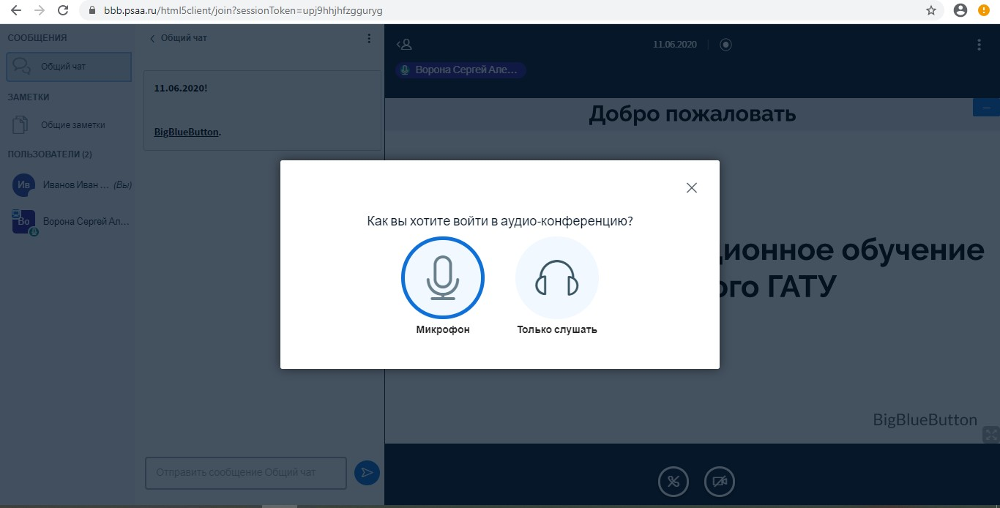 bbb.psaa.ru/html5client/join?sessionToken=upj9hhjhfzgguryg
СООБЩЕНИЯ
Общий чат
ЗАМЕТКИ
Общие заметки
ПОЛЬЗОВАТЕЛИ (2)
Ив
Иванов Иван ... (Вы)
Во
Ворона Сергей Ал...
Общий чат
11.06.2020!
BigBlueButton.
Отправить сообщение Общий чат
11.06.2020
Ворона Сергей Але...
Добро пожаловать
ционное обучение
ого ГАТУ
BigBlueButton
Как вы хотите войти в аудио-конференцию?
Микрофон
Только слушать